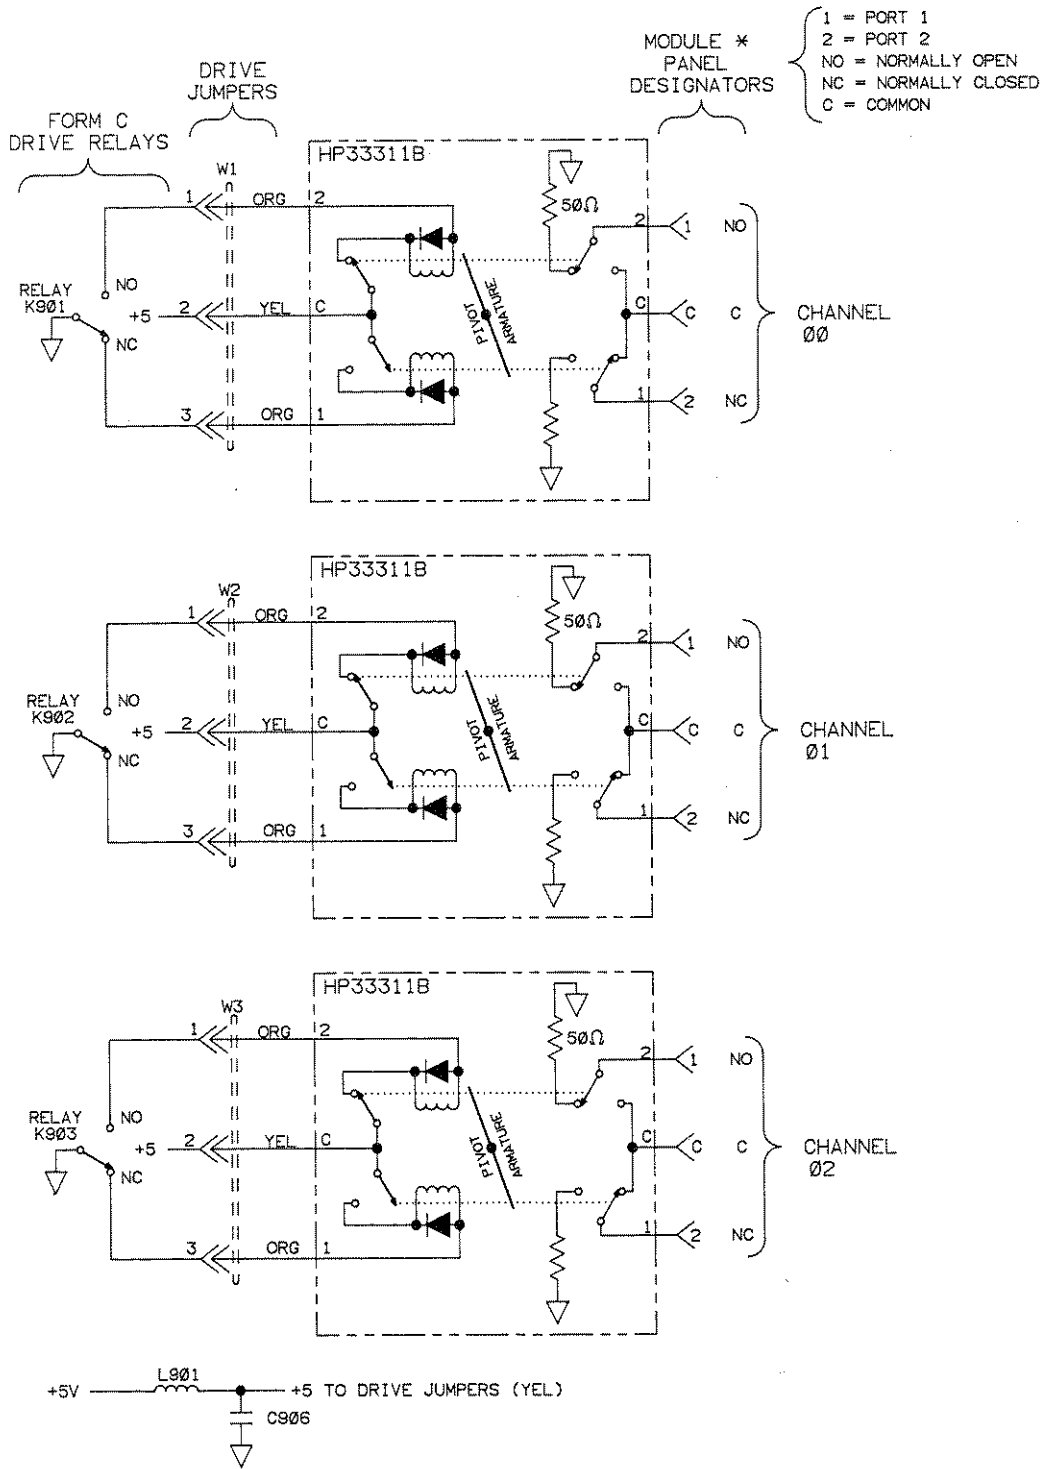 1 = PORT 1
2 = PORT 2
NO = NORMALLY OPEN
NC = NORMALLY CLOSED
C = COMMON
MODULE *
PANEL
DESIGNATORS
DRIVE
JUMPERS
FORM C
DRIVE RELAYS
HP33311B
W1
1 ORG 2
50Ω
2 1 NO
RELAY
K901
NO
+5 2 YEL C
NC
PIVOT
ARMATURE
C C C
CHANNEL
00
3 ORG 1
1 2 NC
HP33311B
W2
1 ORG 2
50Ω
2 1 NO
RELAY
K902
NO
+5 2 YEL C
NC
PIVOT
ARMATURE
C C C
CHANNEL
01
3 ORG 1
1 2 NC
HP33311B
W3
1 ORG 2
50Ω
2 1 NO
RELAY
K903
NO
+5 2 YEL C
NC
PIVOT
ARMATURE
C C C
CHANNEL
02
3 ORG 1
1 2 NC
L901
+5V +5 TO DRIVE JUMPERS (YEL)
C906